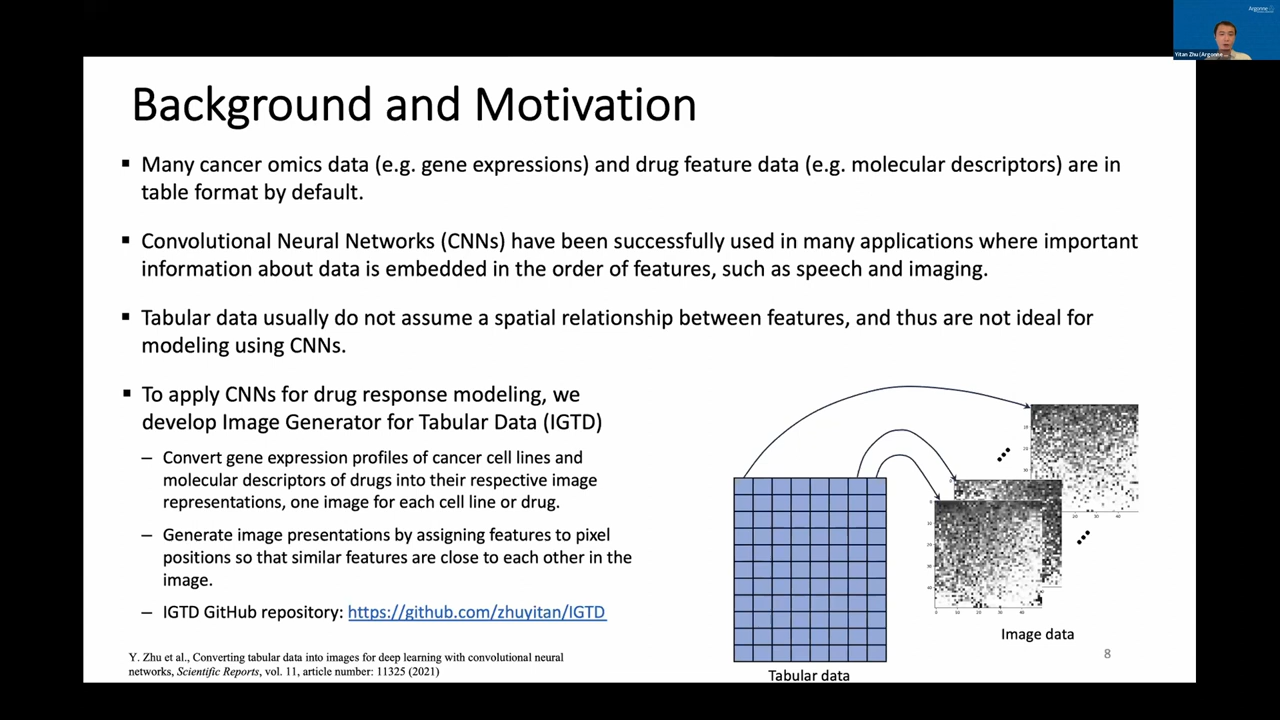 Argonne
Yitan Zhu (Argonne ...
Background and Motivation
▪ Many cancer omics data (e.g. gene expressions) and drug feature data (e.g. molecular descriptors) are in
table format by default.
▪ Convolutional Neural Networks (CNNs) have been successfully used in many applications where important
information about data is embedded in the order of features, such as speech and imaging.
▪ Tabular data usually do not assume a spatial relationship between features, and thus are not ideal for
modeling using CNNs.
▪ To apply CNNs for drug response modeling, we
develop Image Generator for Tabular Data (IGTD)
– Convert gene expression profiles of cancer cell lines and
molecular descriptors of drugs into their respective image
representations, one image for each cell line or drug.
– Generate image presentations by assigning features to pixel
positions so that similar features are close to each other in the
image.
– IGTD GitHub repository: https://github.com/zhuyitan/IGTD
Y. Zhu et al., Converting tabular data into images for deep learning with convolutional neural
networks, Scientific Reports, vol. 11, article number: 11325 (2021)
Tabular data
Image data
8